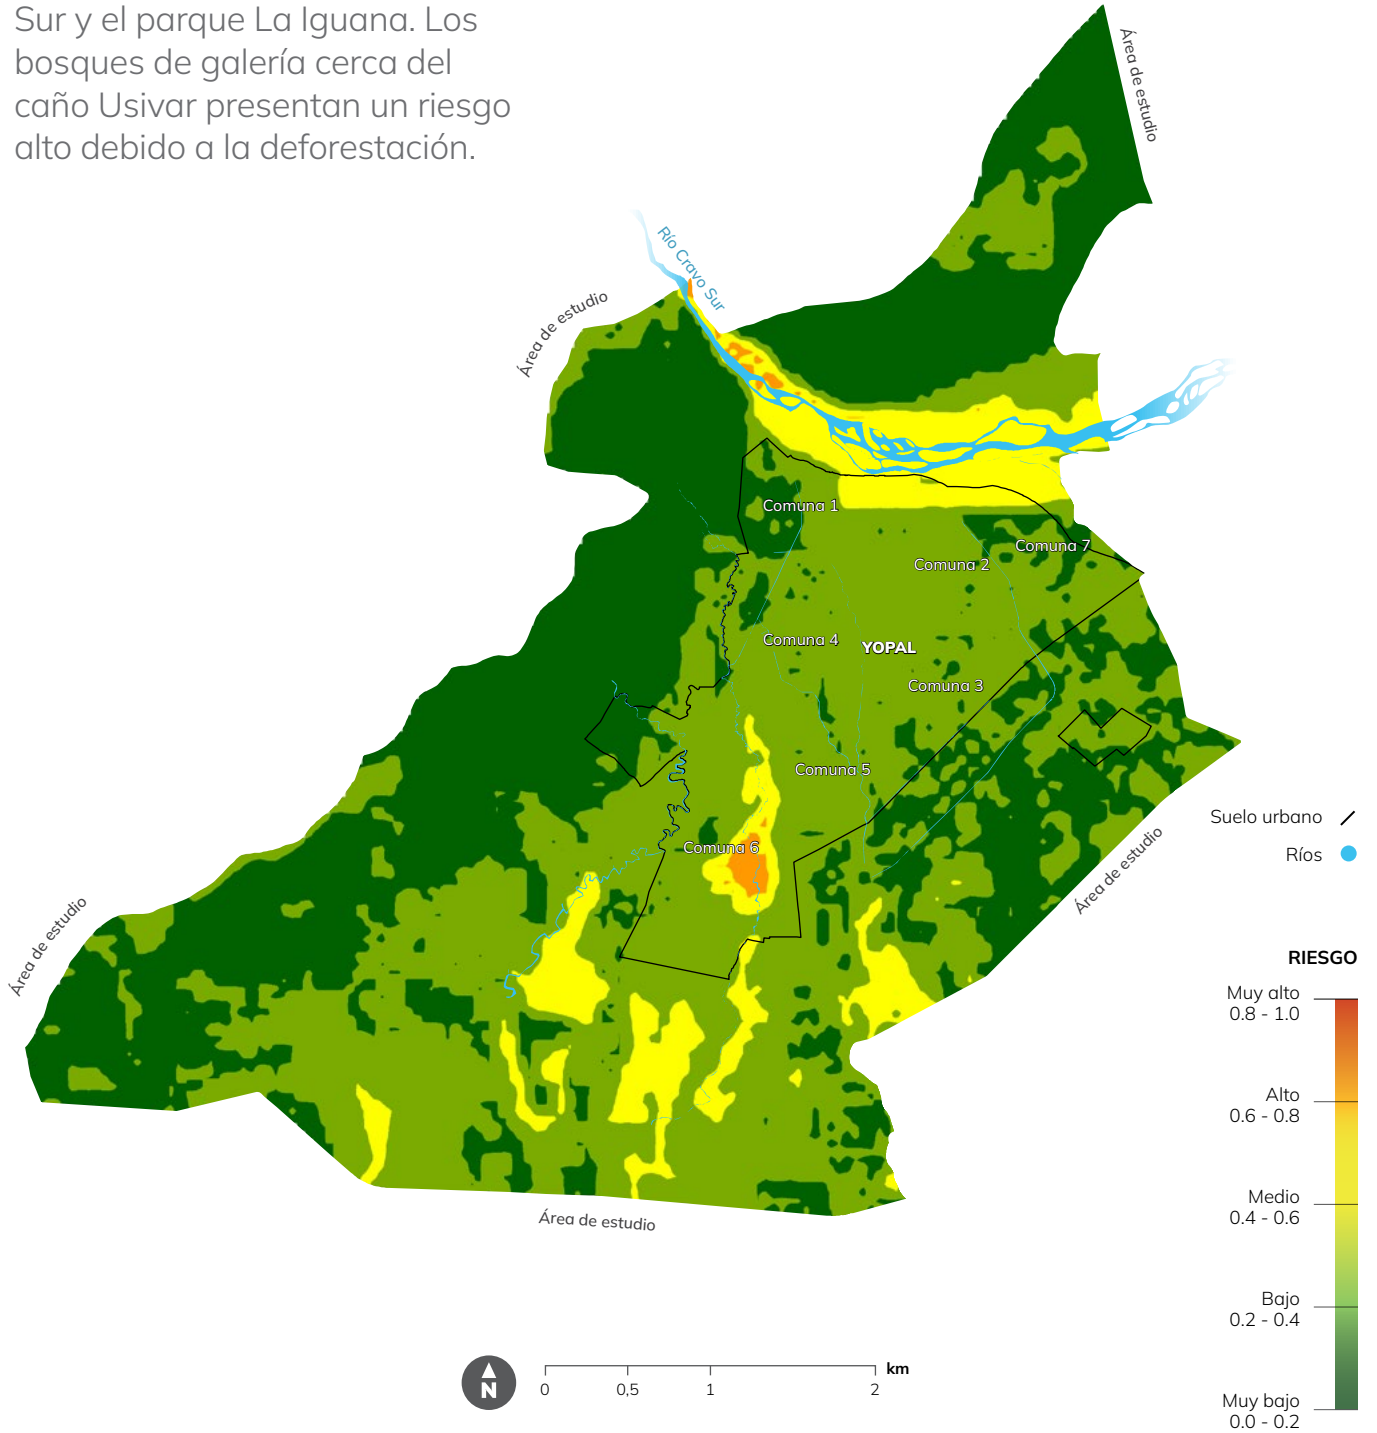 Sur y el parque La Iguana. Los
bosques de galería cerca del
caño Usivar presentan un riesgo
alto debido a la deforestación.
Área de estudio
Río Cravo Sur
Área de estudio
Comuna 1
Comuna 7
Comuna 2
Comuna 4
YOPAL
Comuna 3
Comuna 5
Comuna 6
Suelo urbano
Ríos
Área de estudio
Área de estudio
RIESGO
Muy alto
0.8 - 1.0
Alto
0.6 - 0.8
Medio
0.4 - 0.6
Bajo
0.2 - 0.4
Muy bajo
0.0 - 0.2
Área de estudio
N
km
0 0,5 1 2